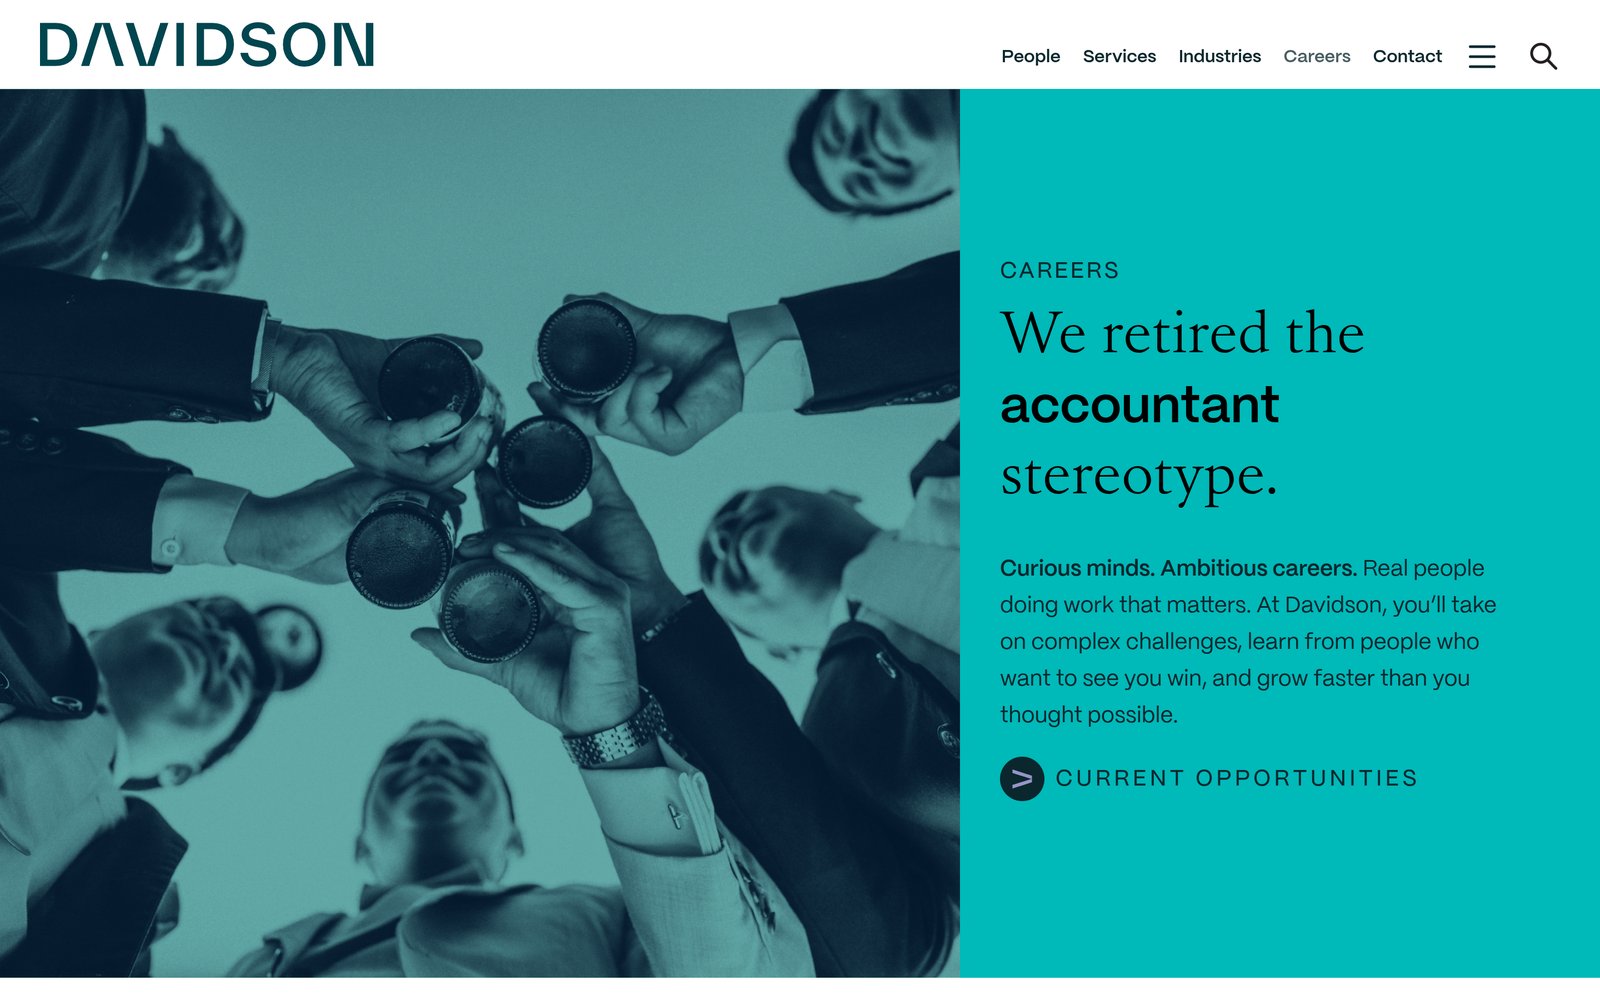 DAVIDSON
People Services Industries Careers Contact
CAREERS
We retired the
accountant
stereotype.
Curious minds. Ambitious careers. Real people
doing work that matters. At Davidson, you’ll take
on complex challenges, learn from people who
want to see you win, and grow faster than you
thought possible.
CURRENT OPPORTUNITIES